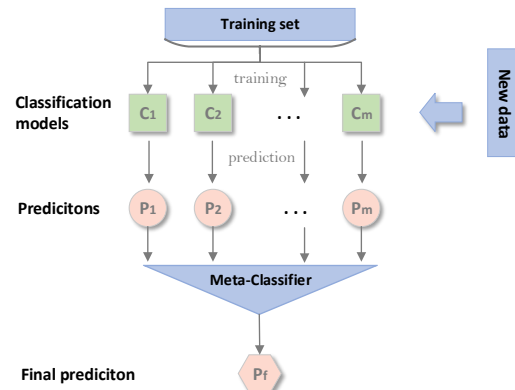 Training set
training
Classification models
C1 C2 ... Cm
New data
prediction
Predicitons
P1 P2 ... Pm
Meta-Classifier
Final prediciton
Pf